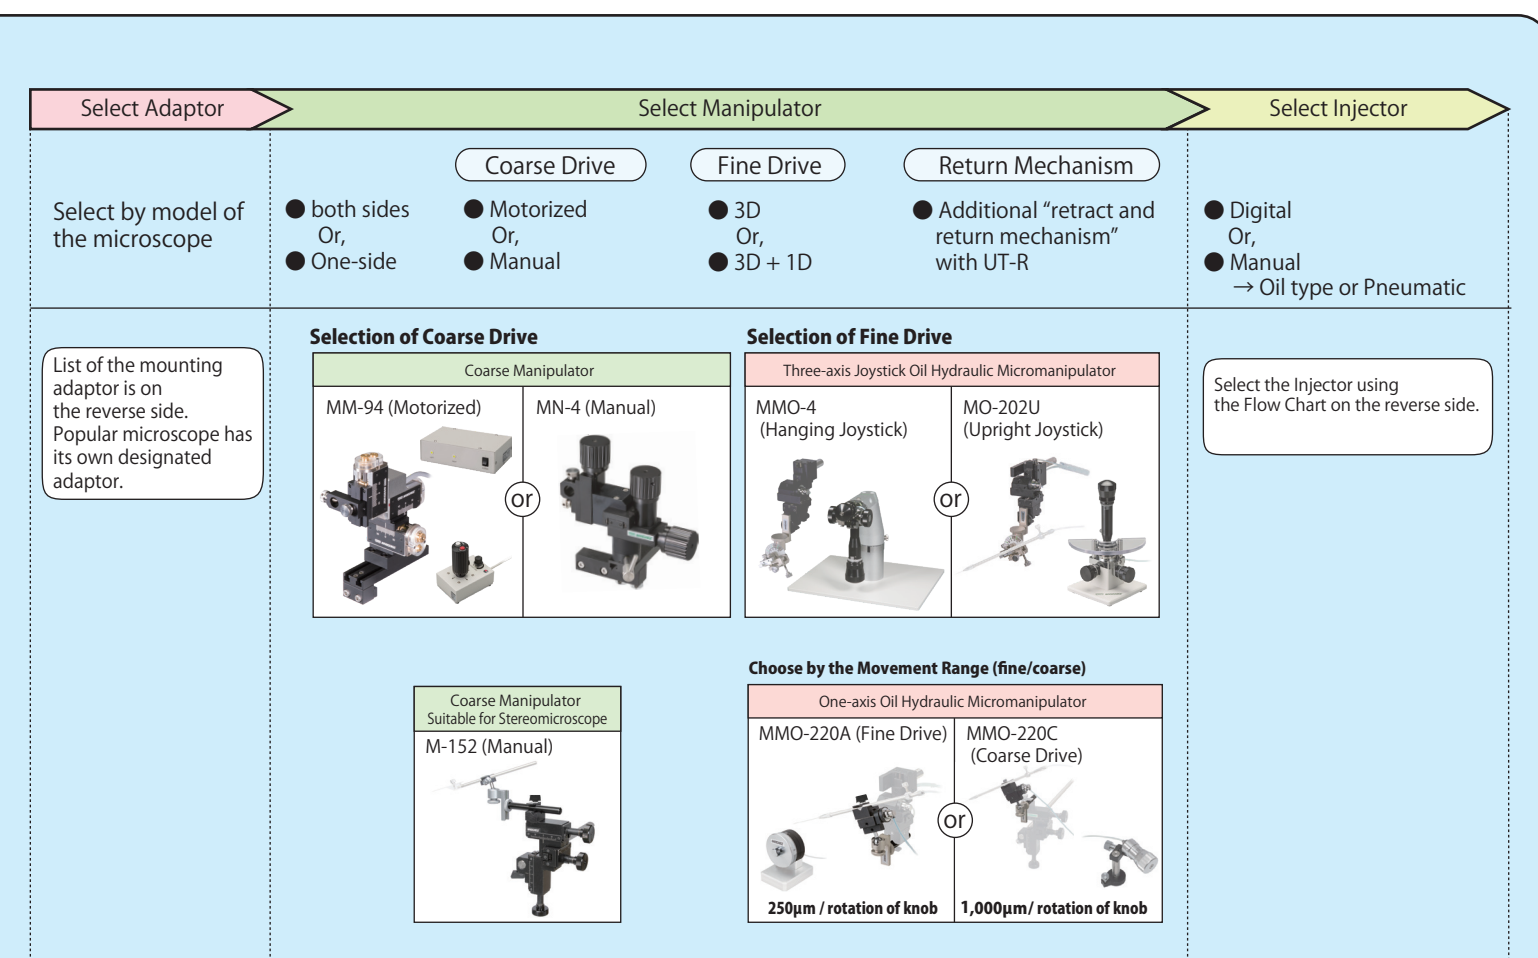 Select Adaptor
Select Manipulator
Select Injector
Select by model of
the microscope
● both sides
Or,
● One-side
Coarse Drive
● Motorized
Or,
● Manual
Fine Drive
● 3D
Or,
● 3D + 1D
Return Mechanism
● Additional “retract and
return mechanism”
with UT-R
● Digital
Or,
● Manual
→ Oil type or Pneumatic
List of the mounting
adaptor is on
the reverse side.
Popular microscope has
its own designated
adaptor.
Selection of Coarse Drive
Coarse Manipulator
MM-94 (Motorized)
or
MN-4 (Manual)
Selection of Fine Drive
Three-axis Joystick Oil Hydraulic Micromanipulator
MMO-4
(Hanging Joystick)
or
MO-202U
(Upright Joystick)
Select the Injector using
the Flow Chart on the reverse side.
Coarse Manipulator
Suitable for Stereomicroscope
M-152 (Manual)
Choose by the Movement Range (fine/coarse)
One-axis Oil Hydraulic Micromanipulator
MMO-220A (Fine Drive)
250µm / rotation of knob
or
MMO-220C
(Coarse Drive)
1,000µm/ rotation of knob